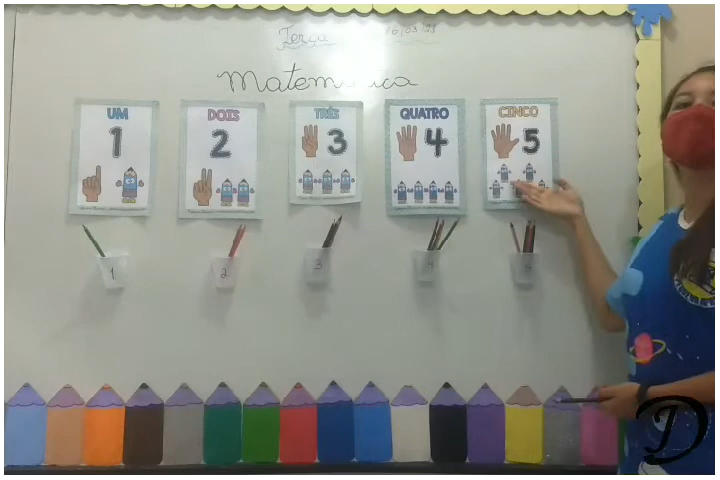 Terça
Matemática
UM
1
DOIS
2
TRÊS
3
QUATRO
4
CINCO
5
1
2
3
4
D